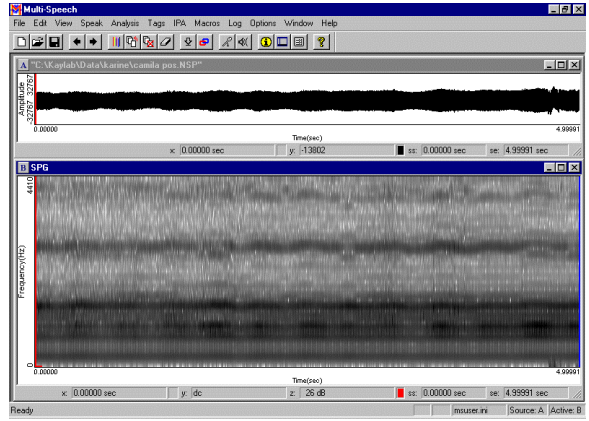 Multi-Speech
File Edit View Speak Analysis Tags IPA Macros Log Options Window Help
A "C:\Kaylab\Data\karine\camila pos.NSP"
Amplitude
-32767 32767
0.00000 4.99991
Time(sec)
x: 0.00000 sec y: -13802 ss: 0.00000 sec se: 4.99991 sec
B SPG
4410
Frequency(Hz)
0
0.00000 4.99991
Time(sec)
x: 0.00000 sec y: dc z: 26 dB ss: 0.00000 sec se: 4.99991 sec
Ready msuser.ini Source: A Active: B